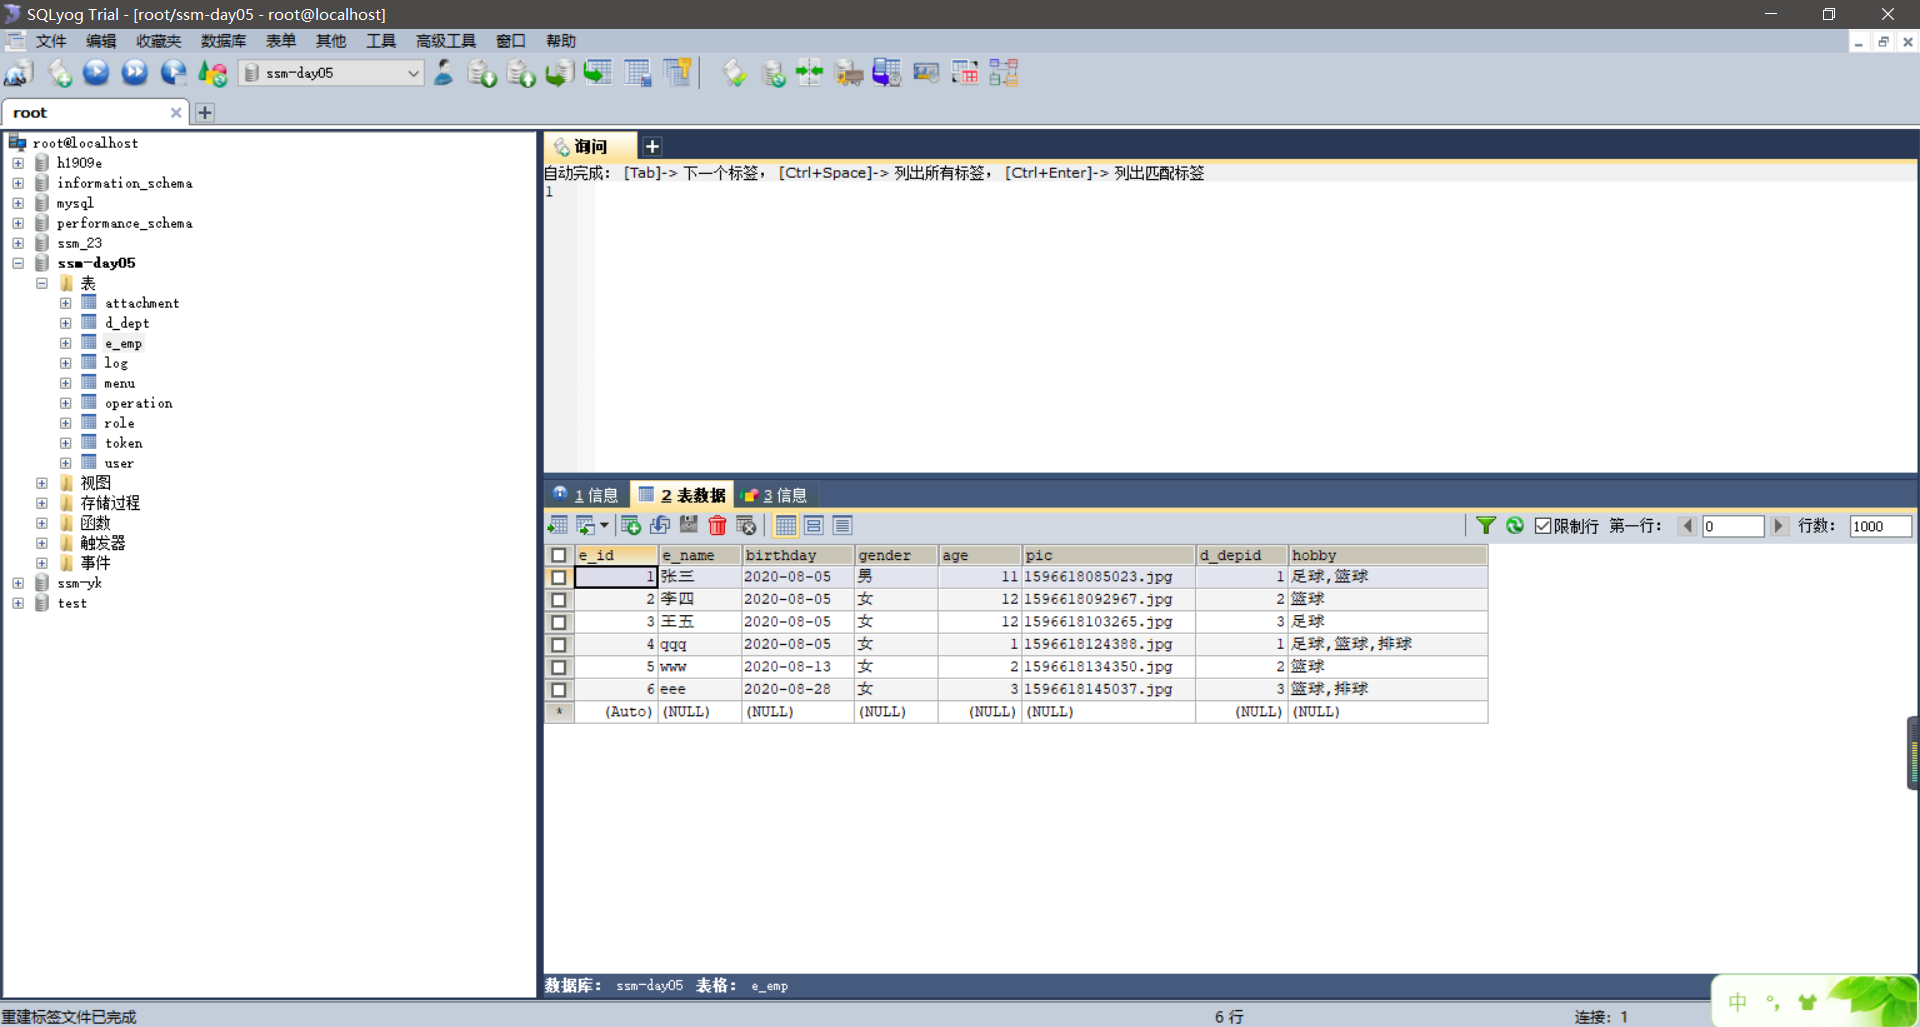 SQLyog Trial - [root/ssm-day05 - root@localhost]
文件 编辑 收藏夹 数据库 表单 其他 工具 高级工具 窗口 帮助
ssm-day05
root
root@localhost
h1909e
information_schema
mysql
performance_schema
ssm_23
ssm-day05
表
attachment
d_dept
e_emp
log
menu
operation
role
token
user
视图
存储过程
函数
触发器
事件
ssm-yk
test
询问
自动完成： [Tab]-> 下一个标签， [Ctrl+Space]-> 列出所有标签， [Ctrl+Enter]-> 列出匹配标签
1
1 信息 2 表数据 3 信息
限制行 第一行： 0 行数： 1000
e_id e_name birthday gender age pic d_depid hobby
1 张三 2020-08-05 男 11 1596618085023.jpg 1 足球,篮球
2 李四 2020-08-05 女 12 1596618092967.jpg 2 篮球
3 王五 2020-08-05 女 12 1596618103265.jpg 3 足球
4 qqq 2020-08-05 女 1 1596618124388.jpg 1 足球,篮球,排球
5 www 2020-08-13 女 2 1596618134350.jpg 2 篮球
6 eee 2020-08-28 女 3 1596618145037.jpg 3 篮球,排球
* (Auto) (NULL) (NULL) (NULL) (NULL) (NULL) (NULL) (NULL)
数据库： ssm-day05 表格： e_emp
中 °,
重建标签文件已完成 6 行 连接： 1